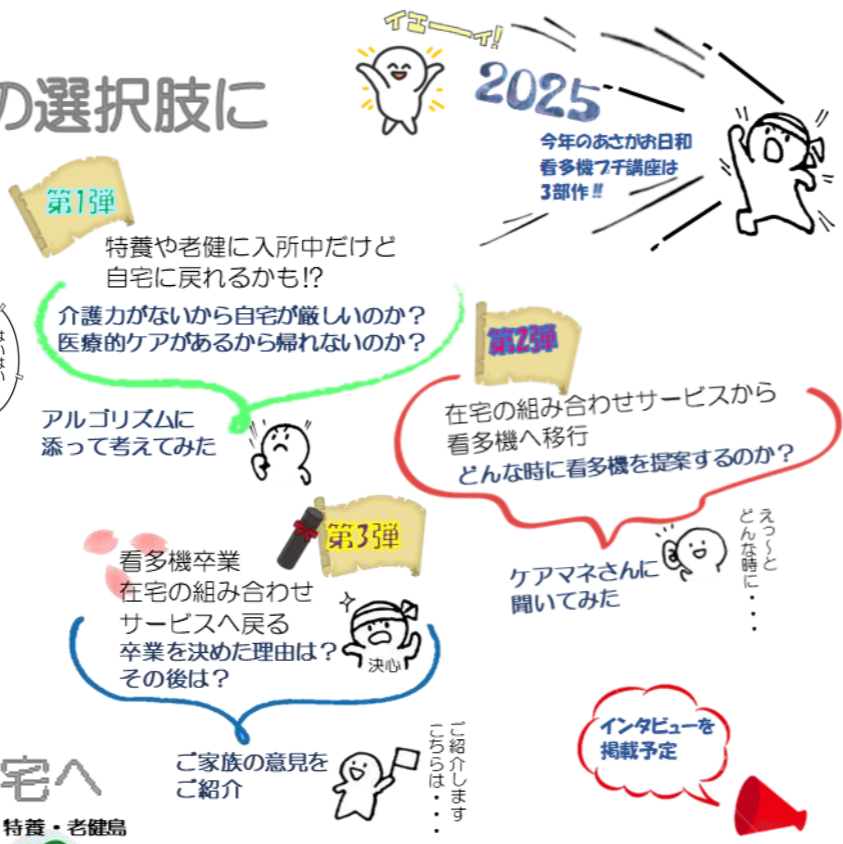 イエーイ!
の選択肢に
2025
今年のあさがお日和
看多機プチ講座は
3部作!!
第1弾
特養や老健に入所中だけど
自宅に戻れるかも!?
介護力がないから自宅が厳しいのか?
医療的ケアがあるから帰れないのか?
はいはい
アルゴリズムに
添って考えてみた
第2弾
在宅の組み合わせサービスから
看多機へ移行
どんな時に看多機を提案するのか?
えっ~と
どんな時に・・・
ケアマネさんに
聞いてみた
第3弾
看多機卒業
在宅の組み合わせ
サービスへ戻る
卒業を決めた理由は?
その後は?
決心
ご家族の意見を
ご紹介
ご紹介します
こちらは・・・
インタビューを
掲載予定
宅へ
特養・老健島